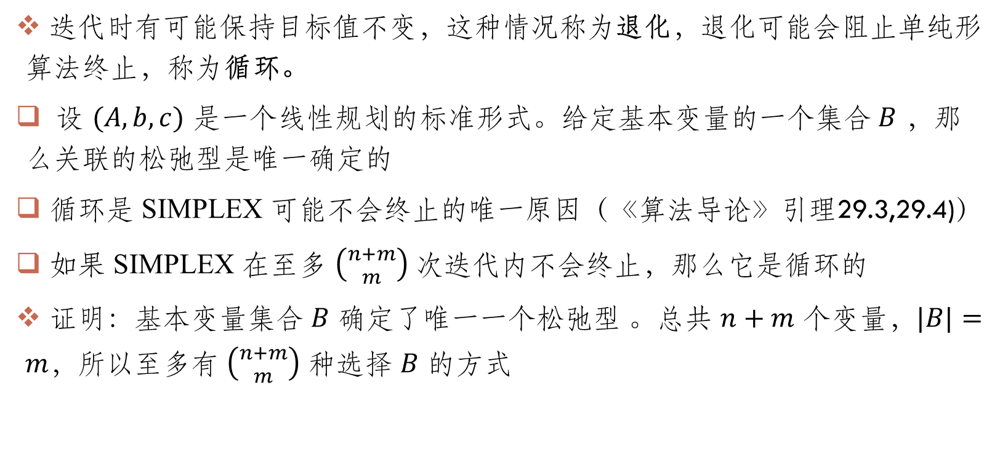 ❖ 迭代时有可能保持目标值不变，这种情况称为退化，退化可能会阻止单纯形
算法终止，称为循环。
❑ 设 (A, b, c) 是一个线性规划的标准形式。给定基本变量的一个集合 B ，那
么关联的松弛型是唯一确定的
❑ 循环是 SIMPLEX 可能不会终止的唯一原因（《算法导论》引理29.3,29.4)）
❑ 如果 SIMPLEX 在至多 \binom{n+m}{m} 次迭代内不会终止，那么它是循环的
❖ 证明：基本变量集合 B 确定了唯一一个松弛型 。总共 n + m 个变量，|B| =
m，所以至多有 \binom{n+m}{m} 种选择 B 的方式